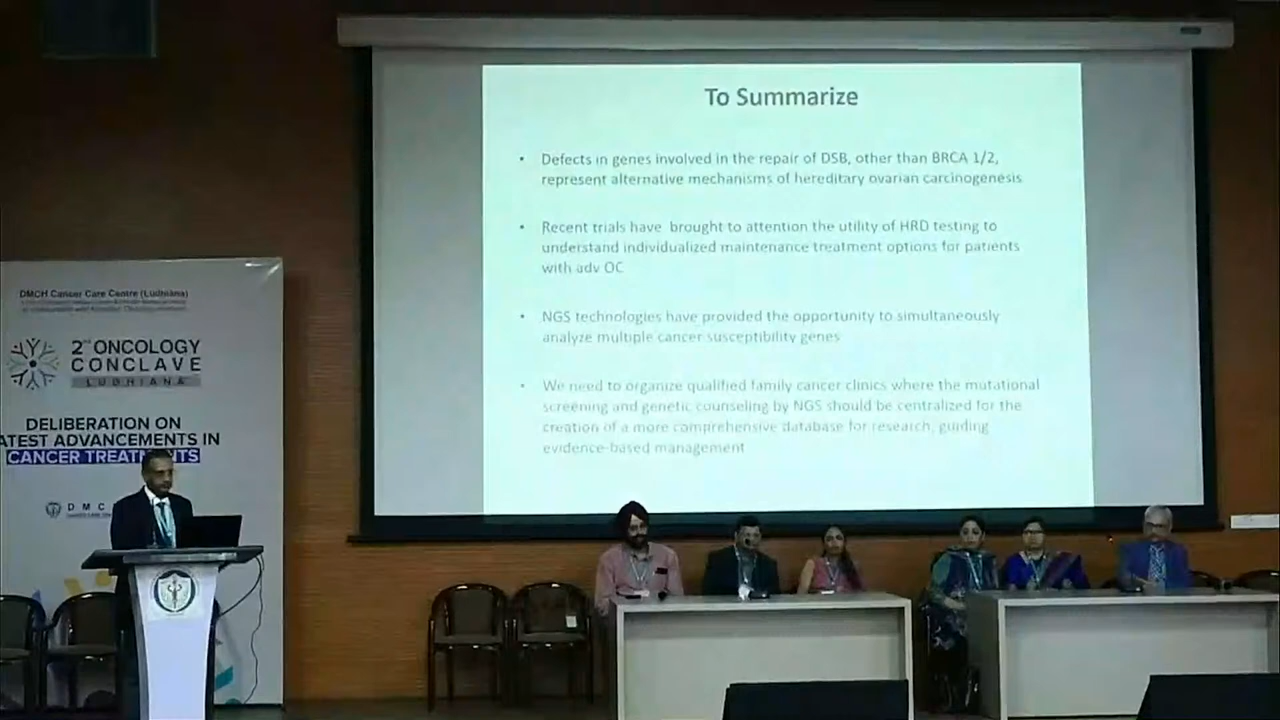 To Summarize
• Defects in genes involved in the repair of DSB, other than BRCA 1/2,
represent alternative mechanisms of hereditary ovarian carcinogenesis
• Recent trials have brought to attention the utility of HRD testing to
understand individualized maintenance treatment options for patients
with adv OC
• NGS technologies have provided the opportunity to simultaneously
analyze multiple cancer susceptibility genes
• We need to organize qualified family cancer clinics where the mutational
screening and genetic counseling by NGS should be centralized for the
creation of a more comprehensive database for research, guiding
evidence-based management
DMCH Cancer Care Centre (Ludhiana)
2nd ONCOLOGY
CONCLAVE
LUDHIANA
DELIBERATION ON
ATEST ADVANCEMENTS IN
CANCER TREATMENTS
D M C